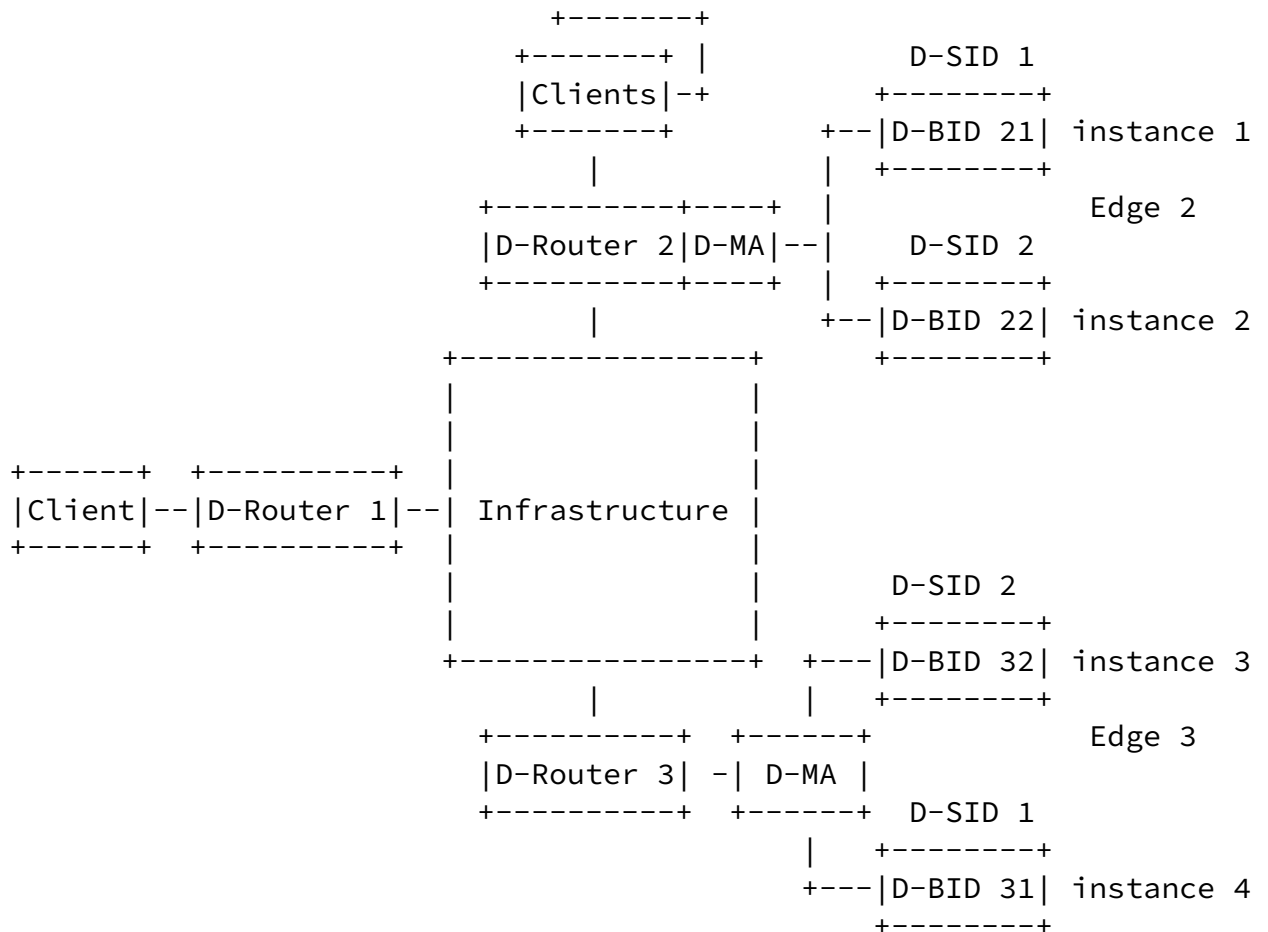 D-SID 1
Clients
D-BID 21 instance 1
Edge 2
D-Router 2 D-MA D-SID 2
D-BID 22 instance 2
Client D-Router 1 Infrastructure
D-SID 2
D-BID 32 instance 3
Edge 3
D-Router 3 D-MA
D-SID 1
D-BID 31 instance 4